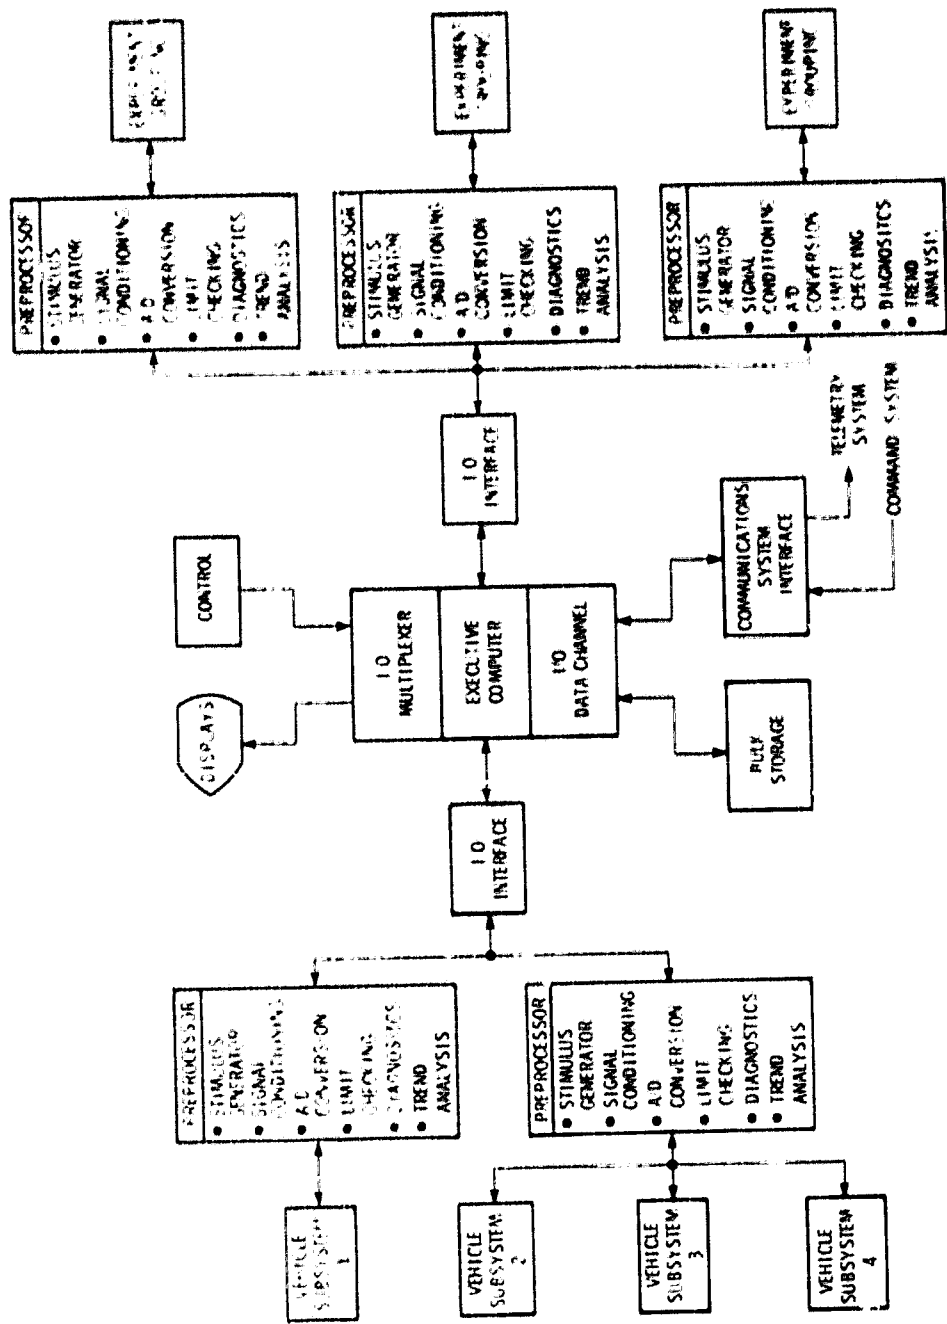 VEHICLE
SUBSYSTEM
1
VEHICLE
SUBSYSTEM
2
VEHICLE
SUBSYSTEM
3
VEHICLE
SUBSYSTEM
4
PREPROCESSOR
• STIMULUS
GENERATOR
• SIGNAL
CONDITIONING
• A/D
CONVERSION
• LIMIT
CHECKING
• DIAGNOSTICS
• TREND
ANALYSIS
PREPROCESSOR
• STIMULUS
GENERATOR
• SIGNAL
CONDITIONING
• A/D
CONVERSION
• LIMIT
CHECKING
• DIAGNOSTICS
• TREND
ANALYSIS
I/O
INTERFACE
DISPLAYS
CONTROL
I/O
MULTIPLEXER
EXECUTIVE
COMPUTER
I/O
DATA CHANNEL
BULK
STORAGE
COMMUNICATIONS
SYSTEM
INTERFACE
TELEMETRY
SYSTEM
COMMAND SYSTEM
I/O
INTERFACE
PREPROCESSOR
• STIMULUS
GENERATOR
• SIGNAL
CONDITIONING
• A/D
CONVERSION
• LIMIT
CHECKING
• DIAGNOSTICS
• TREND
ANALYSIS
PREPROCESSOR
• STIMULUS
GENERATOR
• SIGNAL
CONDITIONING
• A/D
CONVERSION
• LIMIT
CHECKING
• DIAGNOSTICS
• TREND
ANALYSIS
PREPROCESSOR
• STIMULUS
GENERATOR
• SIGNAL
CONDITIONING
• A/D
CONVERSION
• LIMIT
CHECKING
• DIAGNOSITCS
• TREND
ANALYSIS
EXPERIMENT
GROUPING
EXPERIMENT
GROUPING
EXPERIMENT
GROUPING